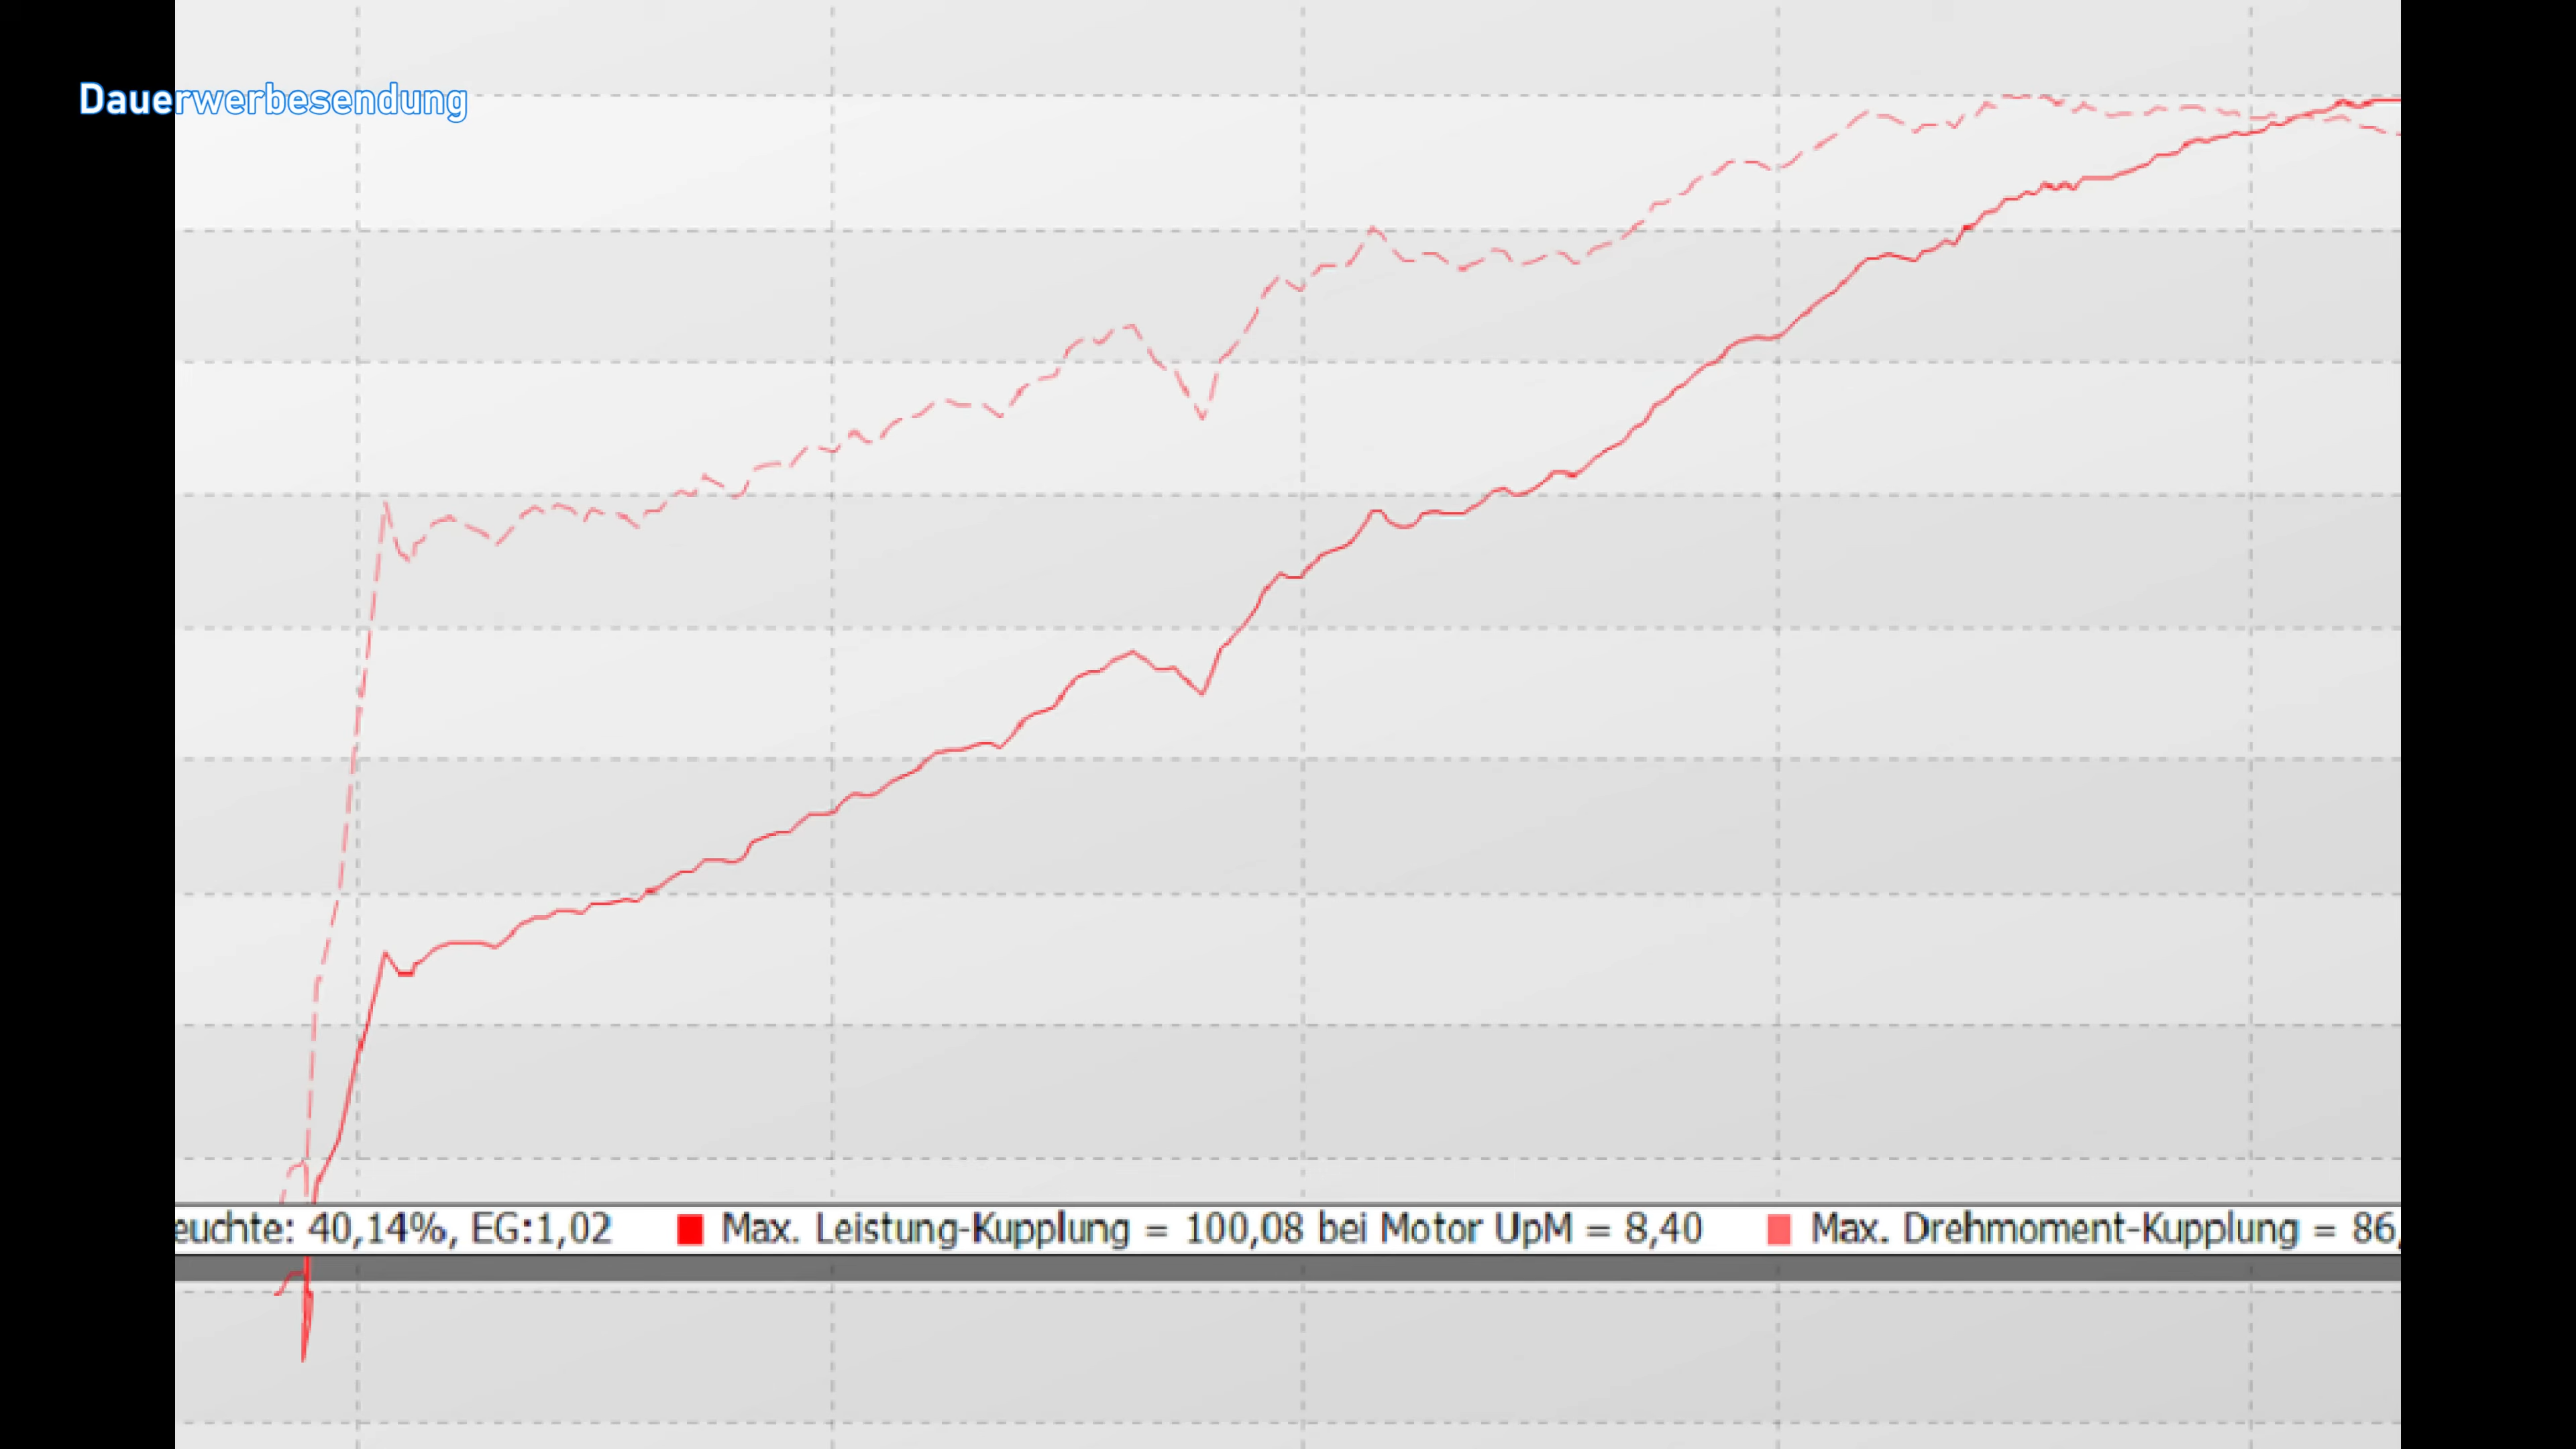 Dauerwerbesendung
euchte: 40,14%, EG:1,02 Max. Leistung-Kupplung = 100,08 bei Motor UpM = 8,40 Max. Drehmoment-Kupplung = 86,